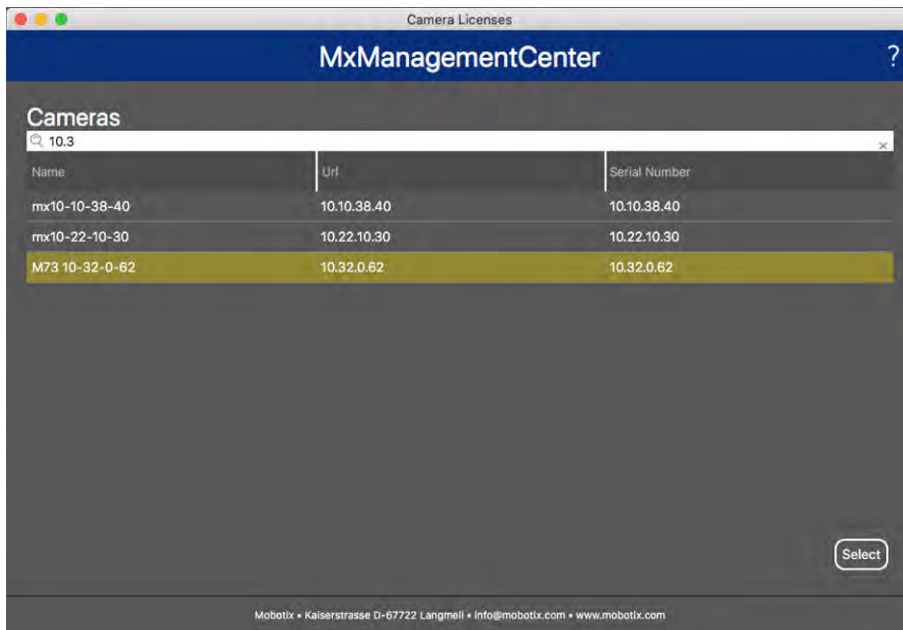 Camera Licenses
MxManagementCenter ?
Cameras
10.3 ×
Name Url Serial Number
mx10-10-38-40 10.10.38.40 10.10.38.40
mx10-22-10-30 10.22.10.30 10.22.10.30
M73 10-32-0-62 10.32.0.62 10.32.0.62
Select
Mobotix • Kaiserstrasse D-67722 Langmeil • info@mobotix.com • www.mobotix.com